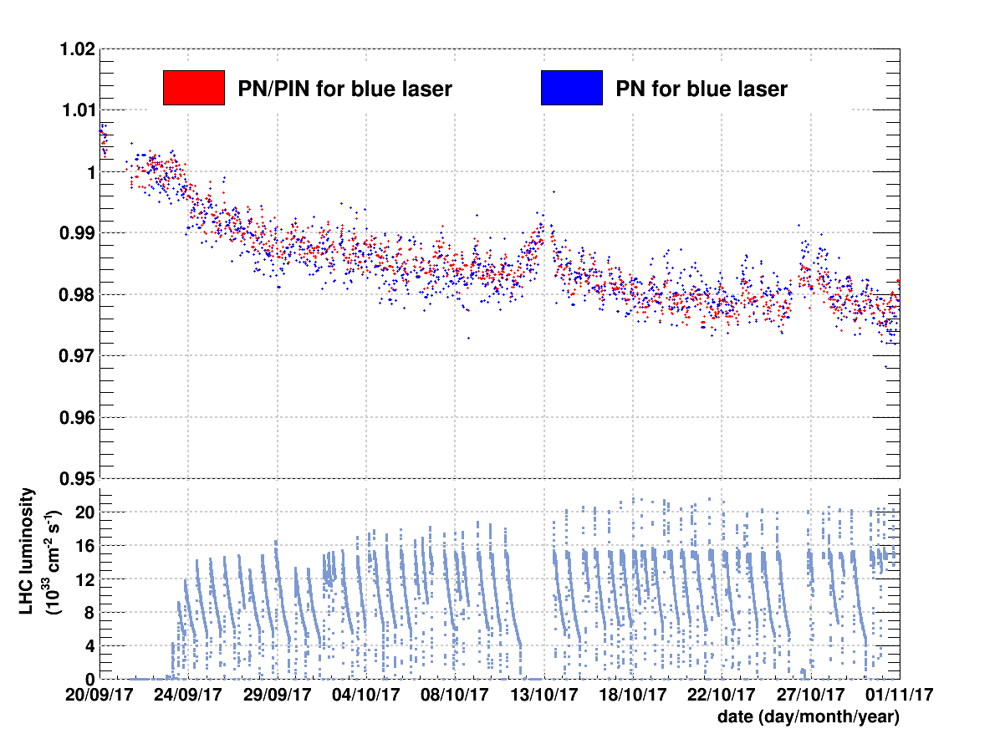 1.02
PN/PIN for blue laser
PN for blue laser
1.01
1
0.99
0.98
0.97
0.96
0.95
LHC luminosity
(10³³ cm⁻² s⁻¹)
20
16
12
8
4
0
20/09/17 24/09/17 29/09/17 04/10/17 08/10/17 13/10/17 18/10/17 22/10/17 27/10/17 01/11/17
date (day/month/year)